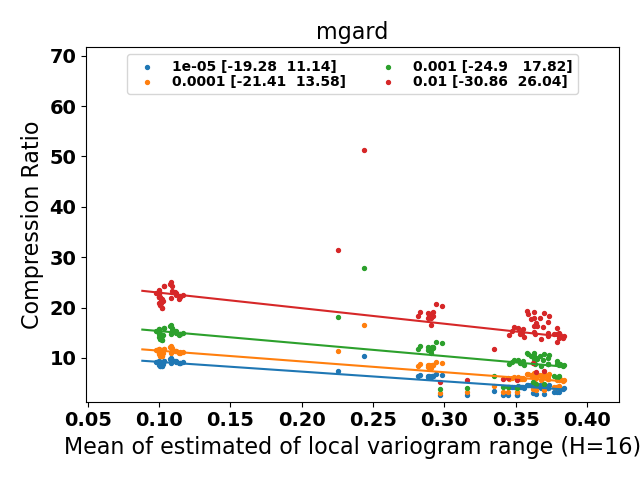 mgard
70
60
50
40
30
20
10
Compression Ratio
1e-05 [-19.28  11.14]
0.0001 [-21.41  13.58]
0.001 [-24.9   17.82]
0.01 [-30.86  26.04]
0.05 0.10 0.15 0.20 0.25 0.30 0.35 0.40
Mean of estimated of local variogram range (H=16)